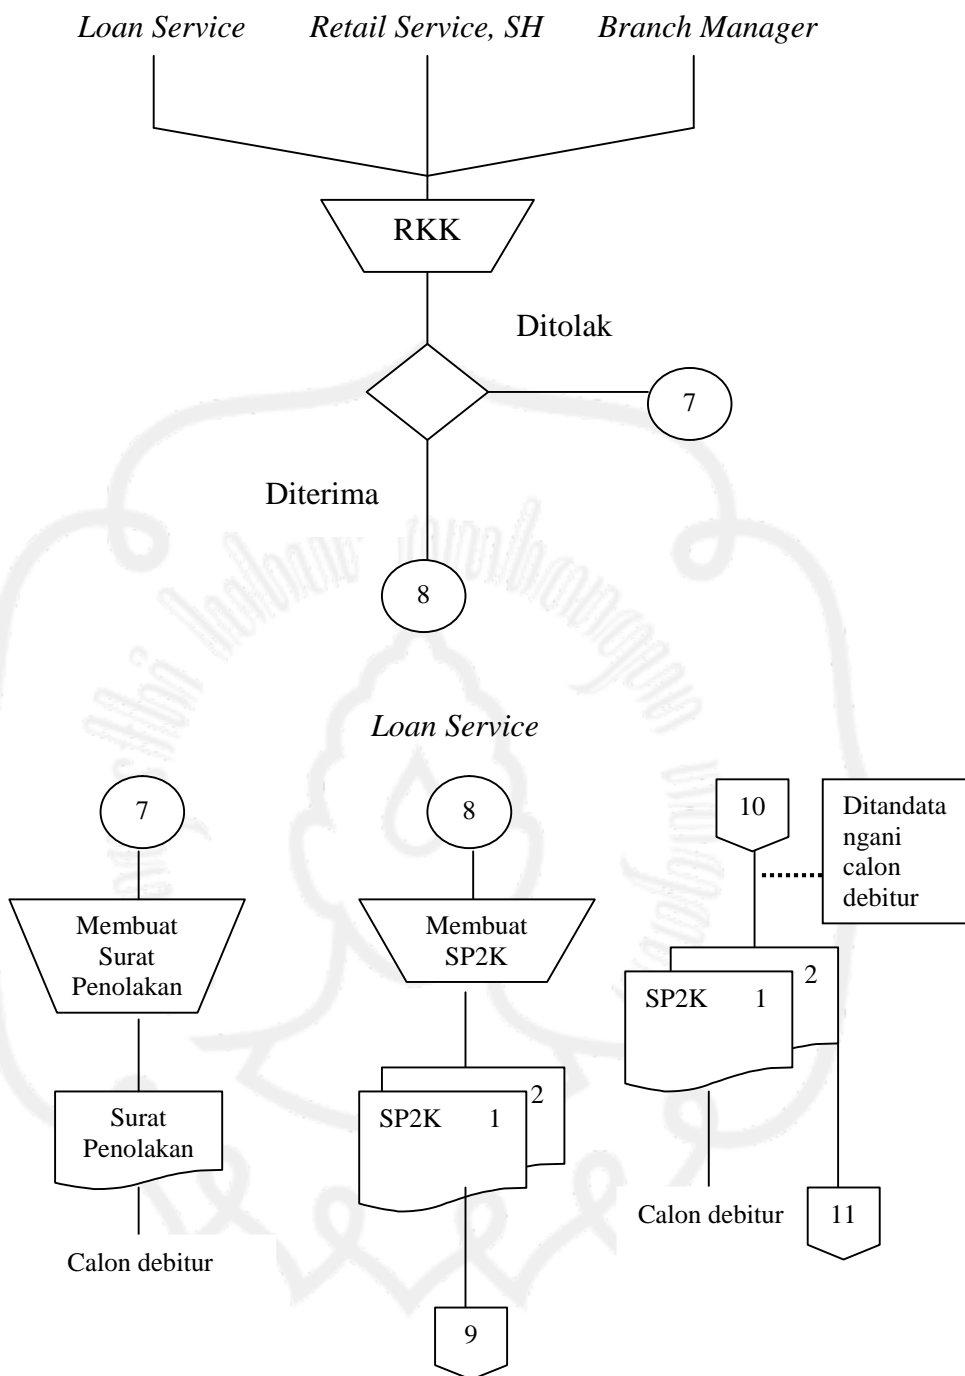 Loan Service Retail Service, SH Branch Manager
RKK
Ditolak
7
Diterima
8
Loan Service
7
Membuat
Surat
Penolakan
Surat
Penolakan
Calon debitur
8
Membuat
SP2K
2
SP2K 1
9
10
Ditandata
ngani
calon
debitur
2
SP2K 1
Calon debitur
11